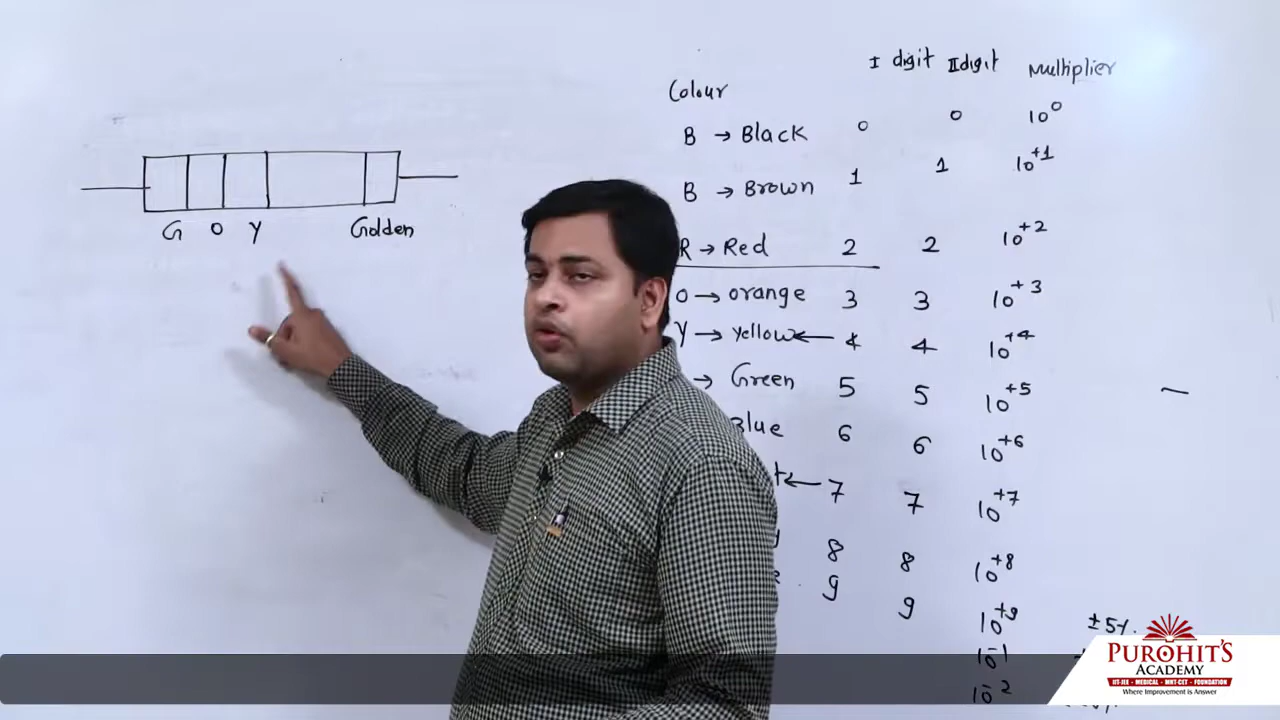 G O Y Golden
Colour I digit II digit Multiplier
B → Black 0 0 10^0
B → Brown 1 1 10^+1
R → Red 2 2 10^+2
O → orange 3 3 10^+3
Y → yellow ← 4 4 10^+4
→ Green 5 5 10^+5
Blue 6 6 10^+6
← 7 7 10^+7
8 8 10^+8
9 9 10^+9 ±5%.
10^-1
10^-2
PUROHIT'S
ACADEMY
IIT-JEE - MEDICAL - MHT-CET - FOUNDATION
Where Improvement is Answer